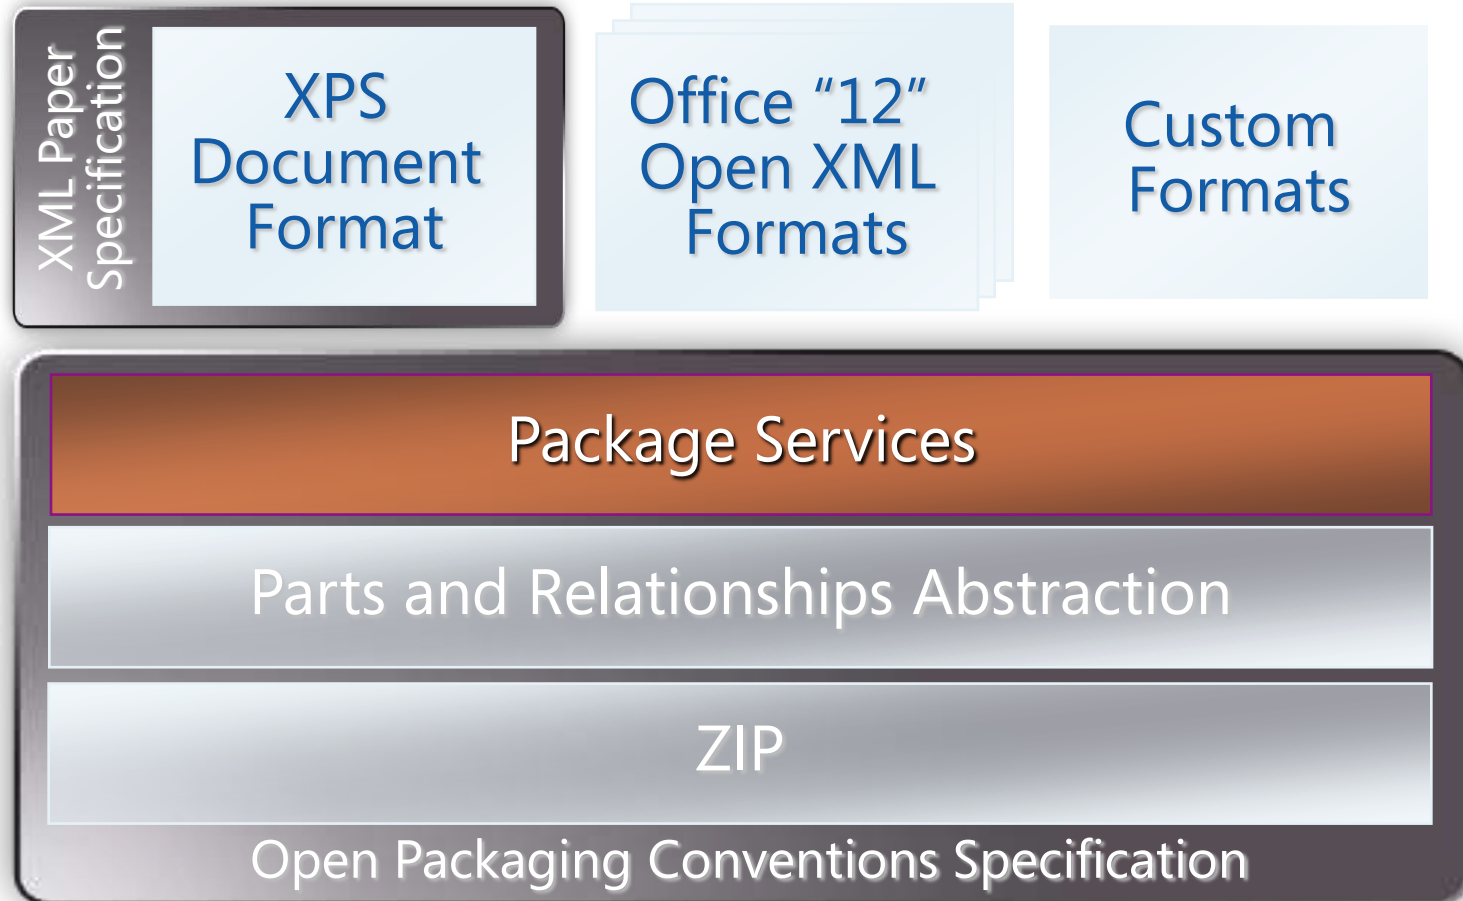 XML Paper
Specification
XPS
Document
Format
Office “12”
Open XML
Formats
Custom
Formats
Package Services
Parts and Relationships Abstraction
ZIP
Open Packaging Conventions Specification